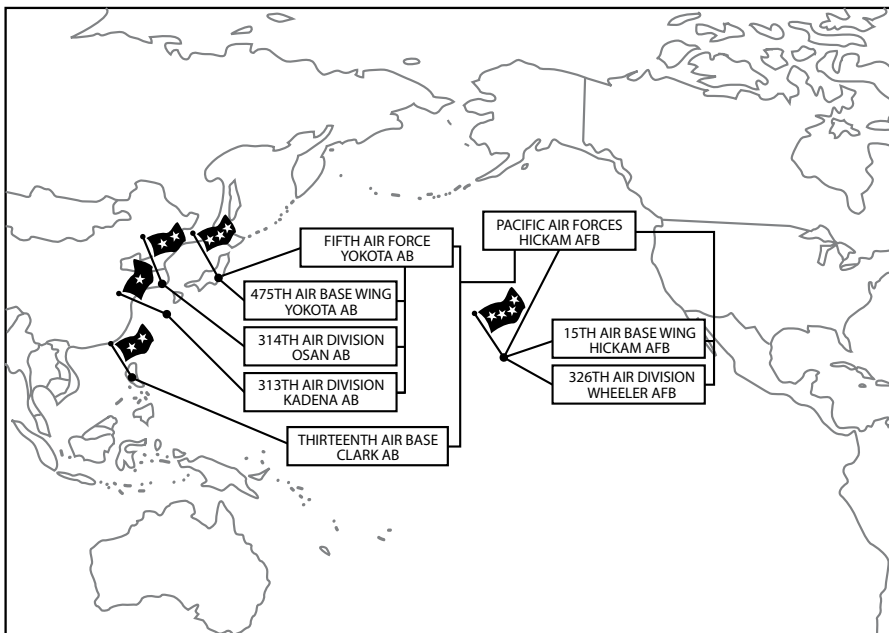 FIFTH AIR FORCE
YOKOTA AB
475TH AIR BASE WING
YOKOTA AB
314TH AIR DIVISION
OSAN AB
313TH AIR DIVISION
KADENA AB
THIRTEENTH AIR BASE
CLARK AB
PACIFIC AIR FORCES
HICKAM AFB
15TH AIR BASE WING
HICKAM AFB
326TH AIR DIVISION
WHEELER AFB